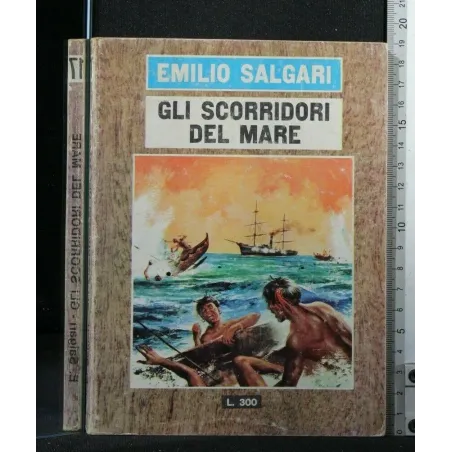 EMILIO SALGARI
GLI SCORRIDORI
DEL MARE
L. 300
E. Salgari - GLI SCORRIDORI DEL MARE